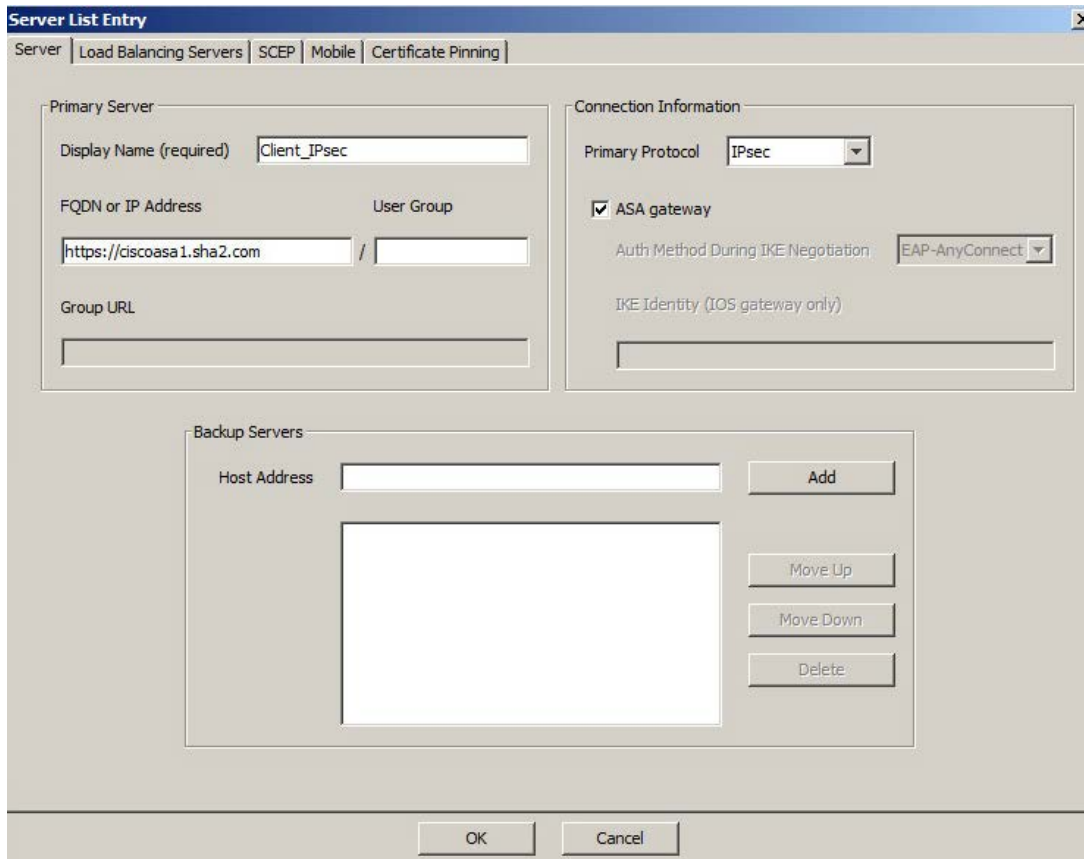 Server List Entry
Server Load Balancing Servers SCEP Mobile Certificate Pinning
Primary Server
Display Name (required) Client_IPsec
FQDN or IP Address User Group
https://ciscoasa1.sha2.com /
Group URL
Connection Information
Primary Protocol IPsec
ASA gateway
Auth Method During IKE Negotiation EAP-AnyConnect
IKE Identity (IOS gateway only)
Backup Servers
Host Address Add
Move Up
Move Down
Delete
OK Cancel